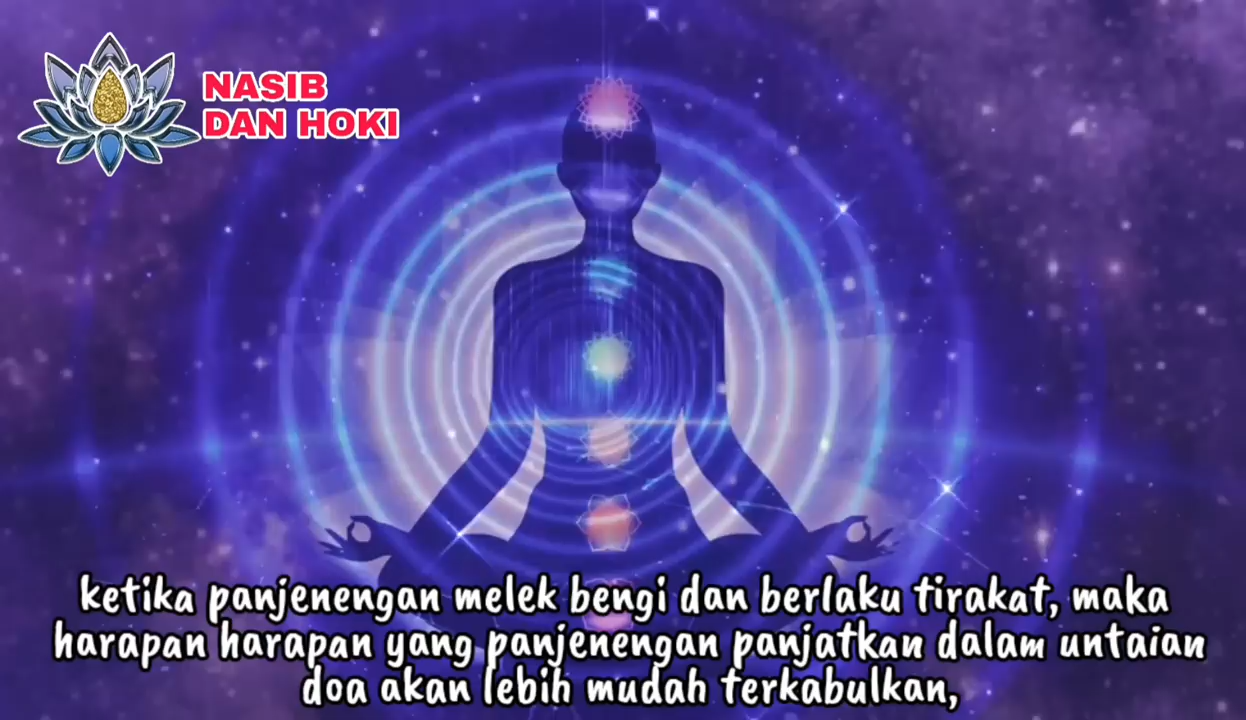 NASIB
DAN HOKI
ketika panjenengan melek bengi dan berlaku tirakat, maka
harapan harapan yang panjenengan panjatkan dalam untaian
doa akan lebih mudah terkabulkan,